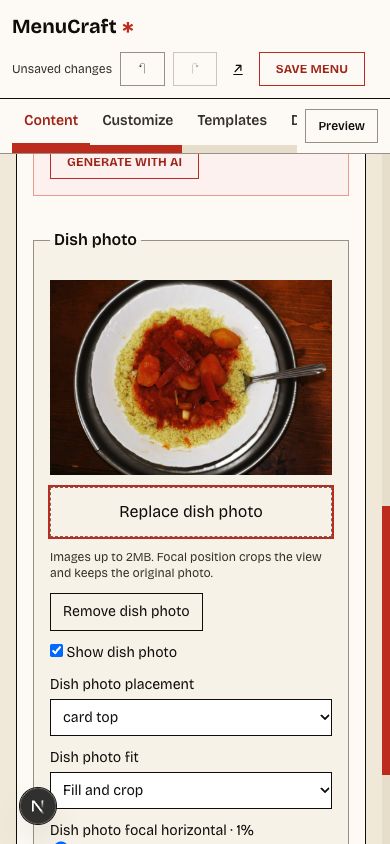 MenuCraft *
Unsaved changes
SAVE MENU
Content Customize Templates D
Preview
GENERATE WITH AI
Dish photo
Replace dish photo
Images up to 2MB. Focal position crops the view
and keeps the original photo.
Remove dish photo
Show dish photo
Dish photo placement
card top
Dish photo fit
Fill and crop
N
Dish photo focal horizontal · 1%